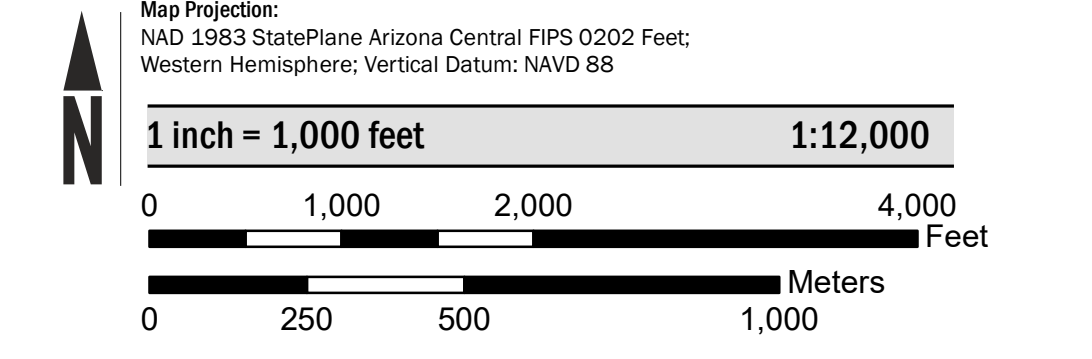 Map Projection:
NAD 1983 StatePlane Arizona Central FIPS 0202 Feet;
Western Hemisphere; Vertical Datum: NAVD 88
N
1 inch = 1,000 feet 1:12,000
0 1,000 2,000 4,000
Feet
Meters
0 250 500 1,000